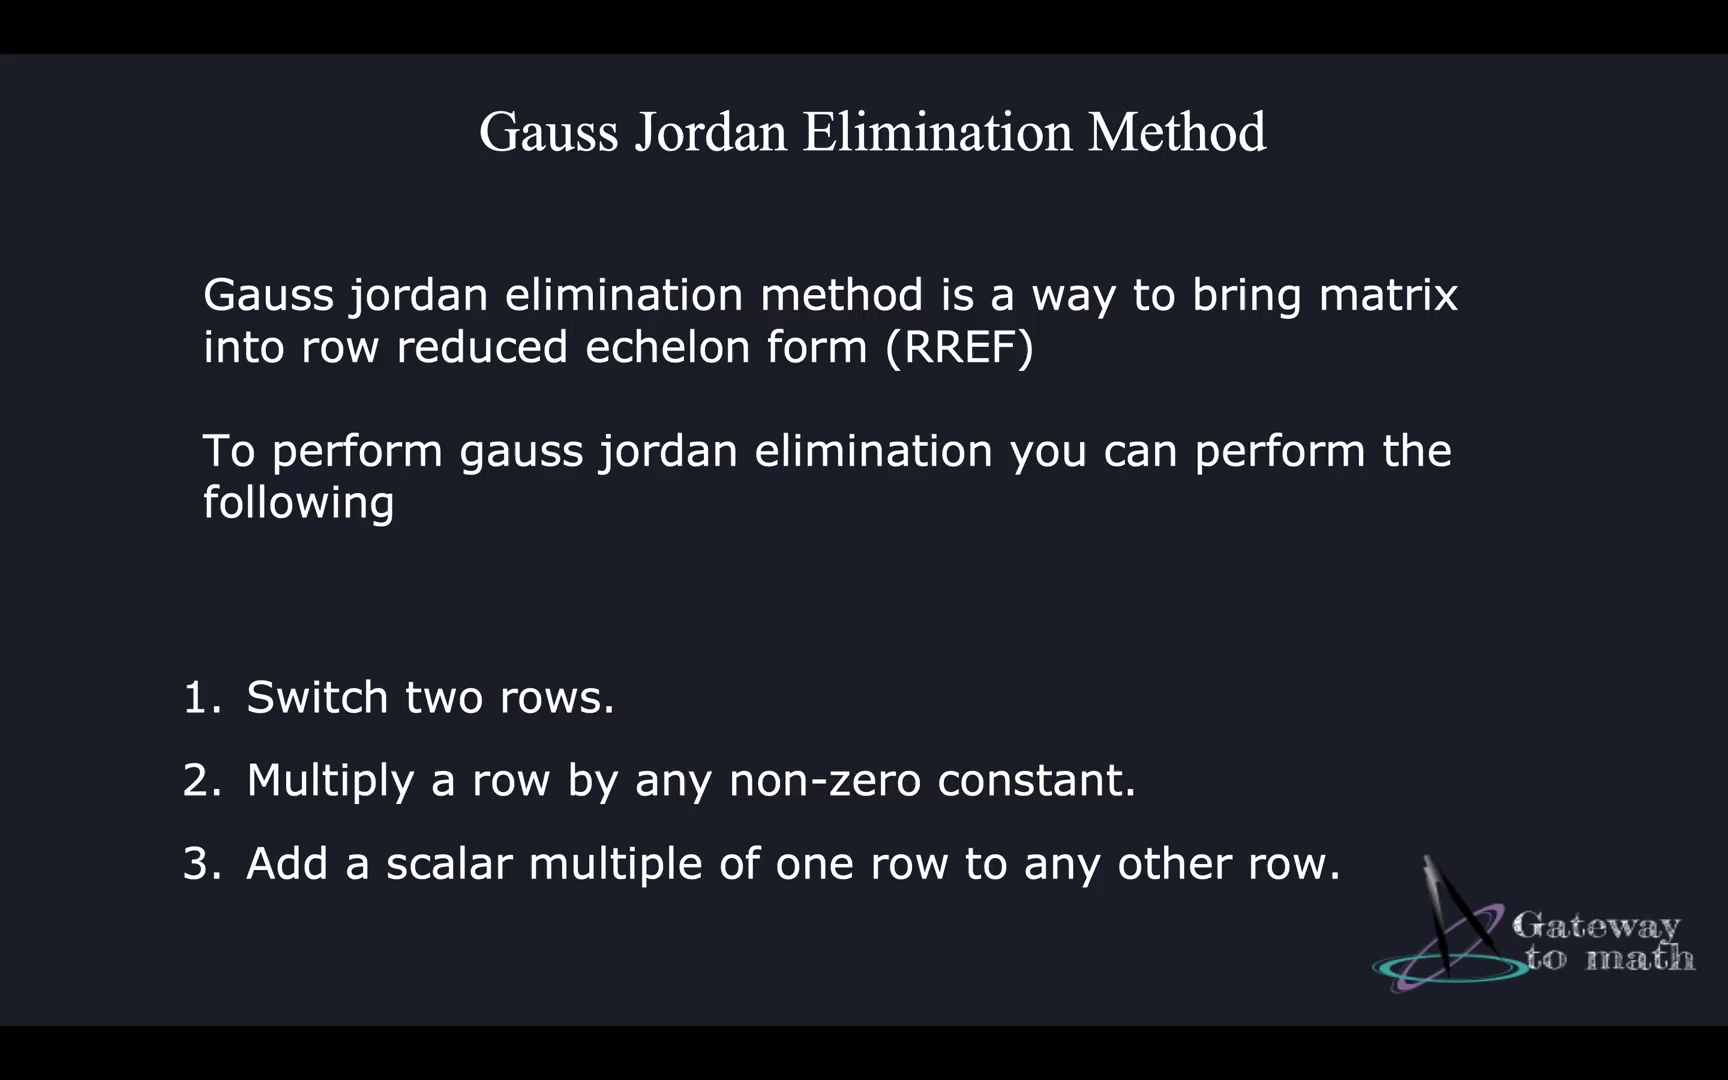 Gauss Jordan Elimination Method
Gauss jordan elimination method is a way to bring matrix
into row reduced echelon form (RREF)
To perform gauss jordan elimination you can perform the
following
1. Switch two rows.
2. Multiply a row by any non-zero constant.
3. Add a scalar multiple of one row to any other row.
Gateway
to math